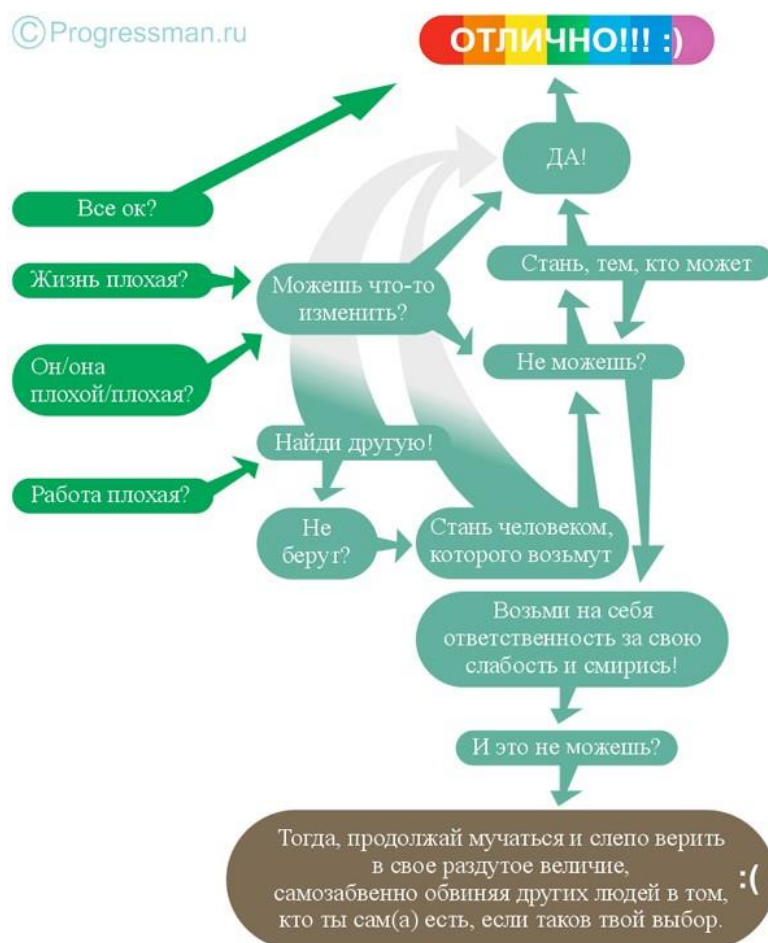 © Progressman.ru
ОТЛИЧНО!!! :)
ДА!
Все ок?
Жизнь плохая?
Можешь что-то
изменить?
Стань, тем, кто может
Он/она
плохой/плохая?
Не можешь?
Найди другую!
Работа плохая?
Не
берут?
Стань человеком,
которого возьмут
Возьми на себя
ответственность за свою
слабость и смирись!
И это не можешь?
Тогда, продолжай мучаться и слепо верить
в свое раздутое величие,
самозабвенно обвиняя других людей в том,
кто ты сам(а) есть, если таков твой выбор.
:(